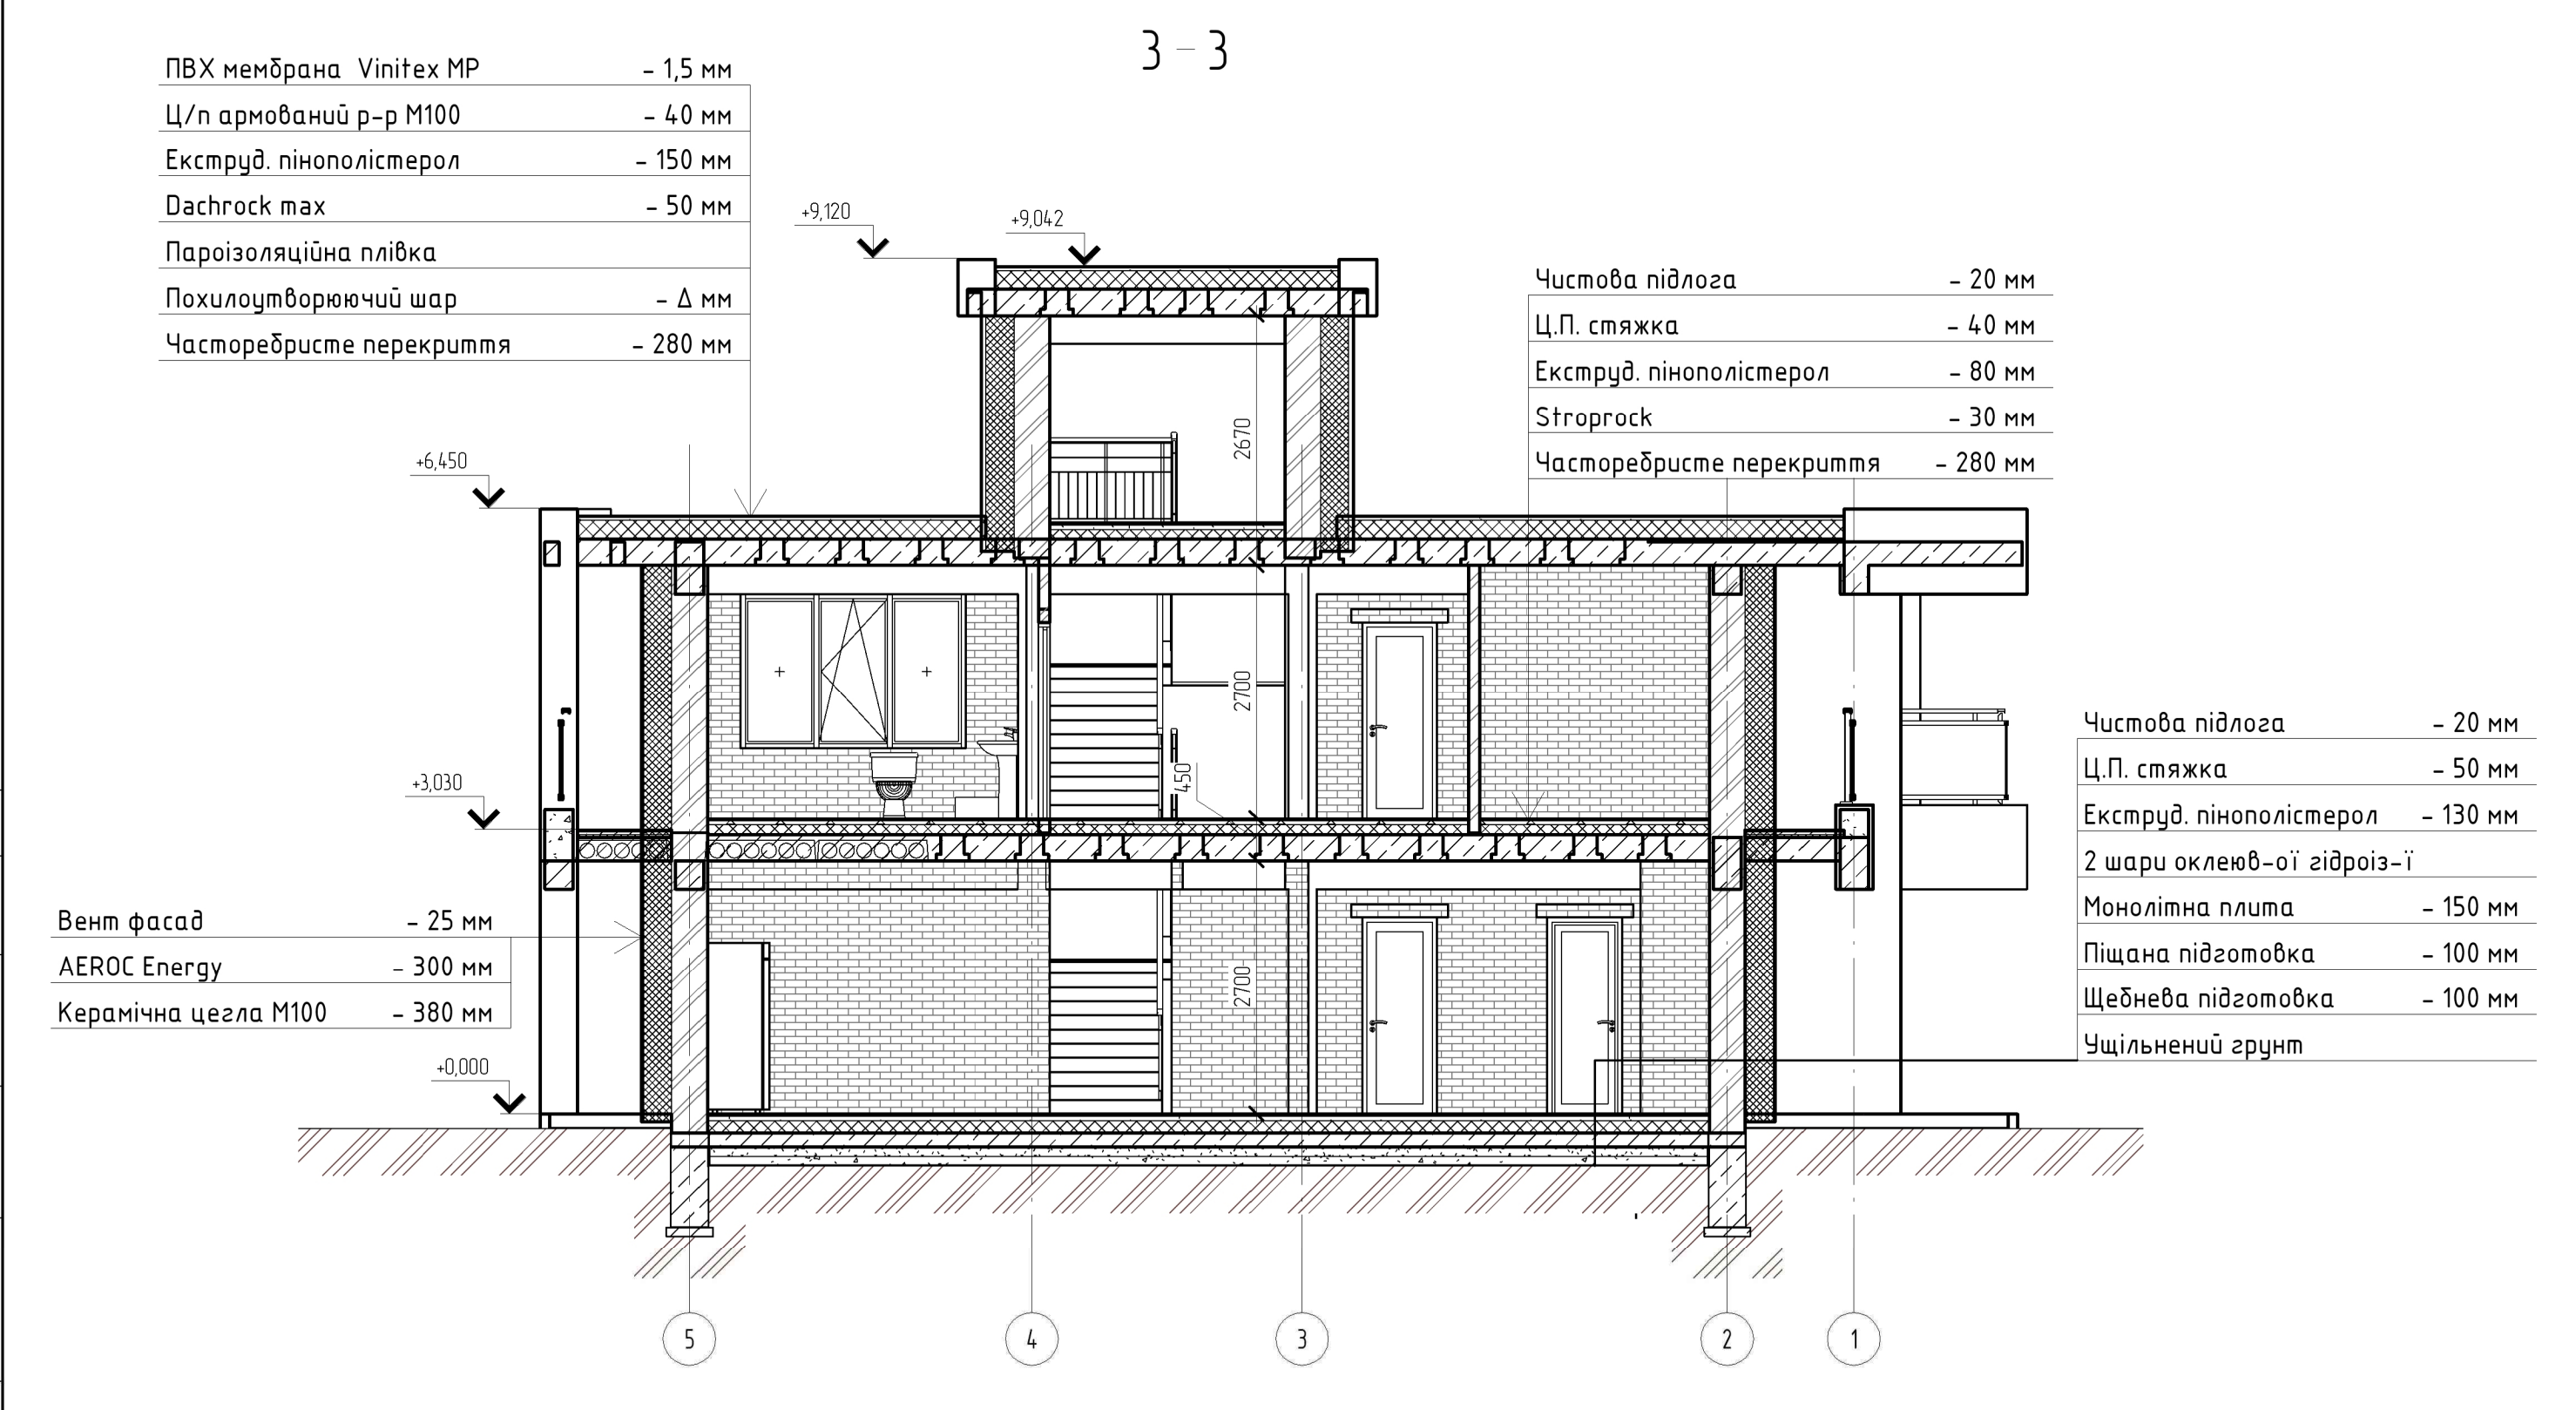 3 - 3
ПВХ мембрана Vinitex MP - 1,5 мм
Ц/п армований р-р М100 - 40 мм
Екструд. пінополістерол - 150 мм
Dachrock max - 50 мм
Пароізоляційна плівка
Похилоутворюючий шар - Δ мм
Часторебристе перекриття - 280 мм
+9,120
+9,042
Чистова підлога - 20 мм
Ц.П. стяжка - 40 мм
Екструд. пінополістерол - 80 мм
Stroprock - 30 мм
Часторебристе перекриття - 280 мм
+6,450
2670
2700
450
+3,030
Чистова підлога - 20 мм
Ц.П. стяжка - 50 мм
Екструд. пінополістерол - 130 мм
2 шари оклеюв-ої гідроіз-ї
Монолітна плита - 150 мм
Піщана підготовка - 100 мм
Щебнева підготовка - 100 мм
Ущільнений грунт
Вент фасад - 25 мм
AEROC Energy - 300 мм
Керамічна цегла М100 - 380 мм
2700
+0,000
5
4
3
2
1